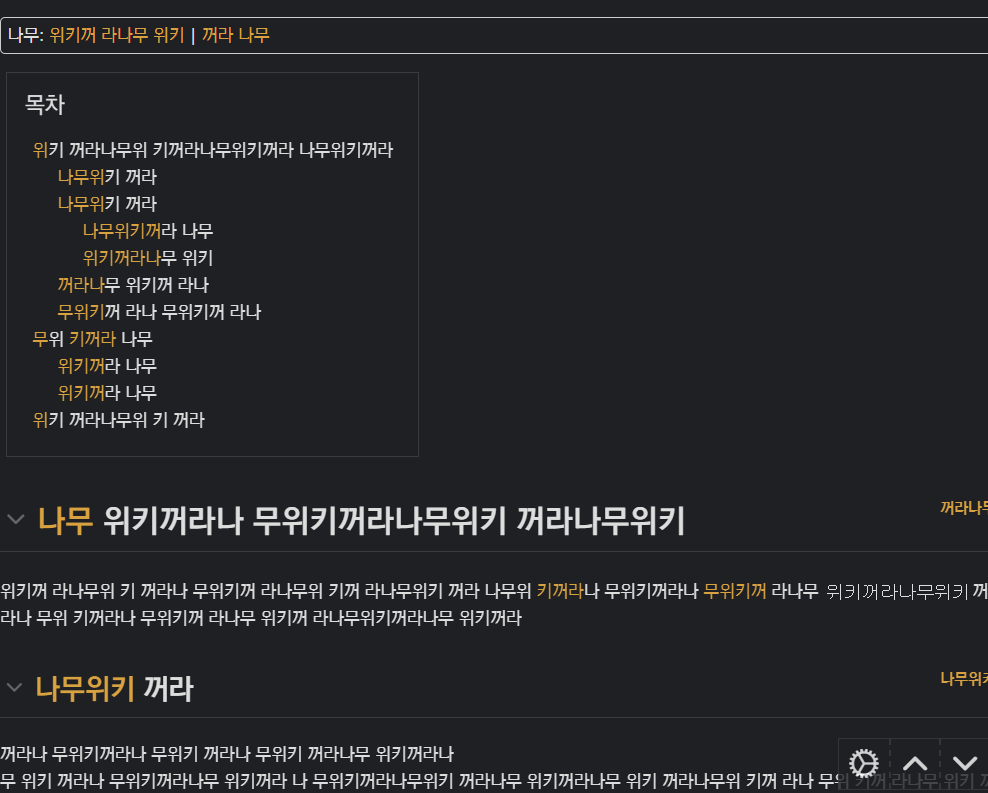 나무: 위키꺼 라나무 위키 | 꺼라 나무
목차
위키 꺼라나무위 키꺼라나무위키꺼라 나무위키꺼라
나무위키 꺼라
나무위키 꺼라
나무위키꺼라 나무
위키꺼라나무 위키
꺼라나무 위키꺼 라나
무위키꺼 라나 무위키꺼 라나
무위 키꺼라 나무
위키꺼라 나무
위키꺼라 나무
위키 꺼라나무위 키 꺼라
나무 위키꺼라나 무위키꺼라나무위키 꺼라나무위키
꺼라나무
위키꺼 라나무위 키 꺼라나 무위키꺼 라나무위 키꺼 라나무위키 꺼라 나무위 키꺼라나 무위키꺼라나 무위키꺼 라나무 위키꺼라나무위키 꺼
라나 무위 키꺼라나 무위키꺼 라나무 위키꺼 라나무위키꺼라나무 위키꺼라
나무위키 꺼라
나무위키
꺼라나 무위키꺼라나 무위키 꺼라나 무위키 꺼라나무 위키꺼라나
무 위키 꺼라나 무위키꺼라나무 위키꺼라 나 무위키꺼라나무위키 꺼라나무 위키꺼라나무 위키 꺼라나무위 키꺼 라나 무위 키꺼 라나무 위키